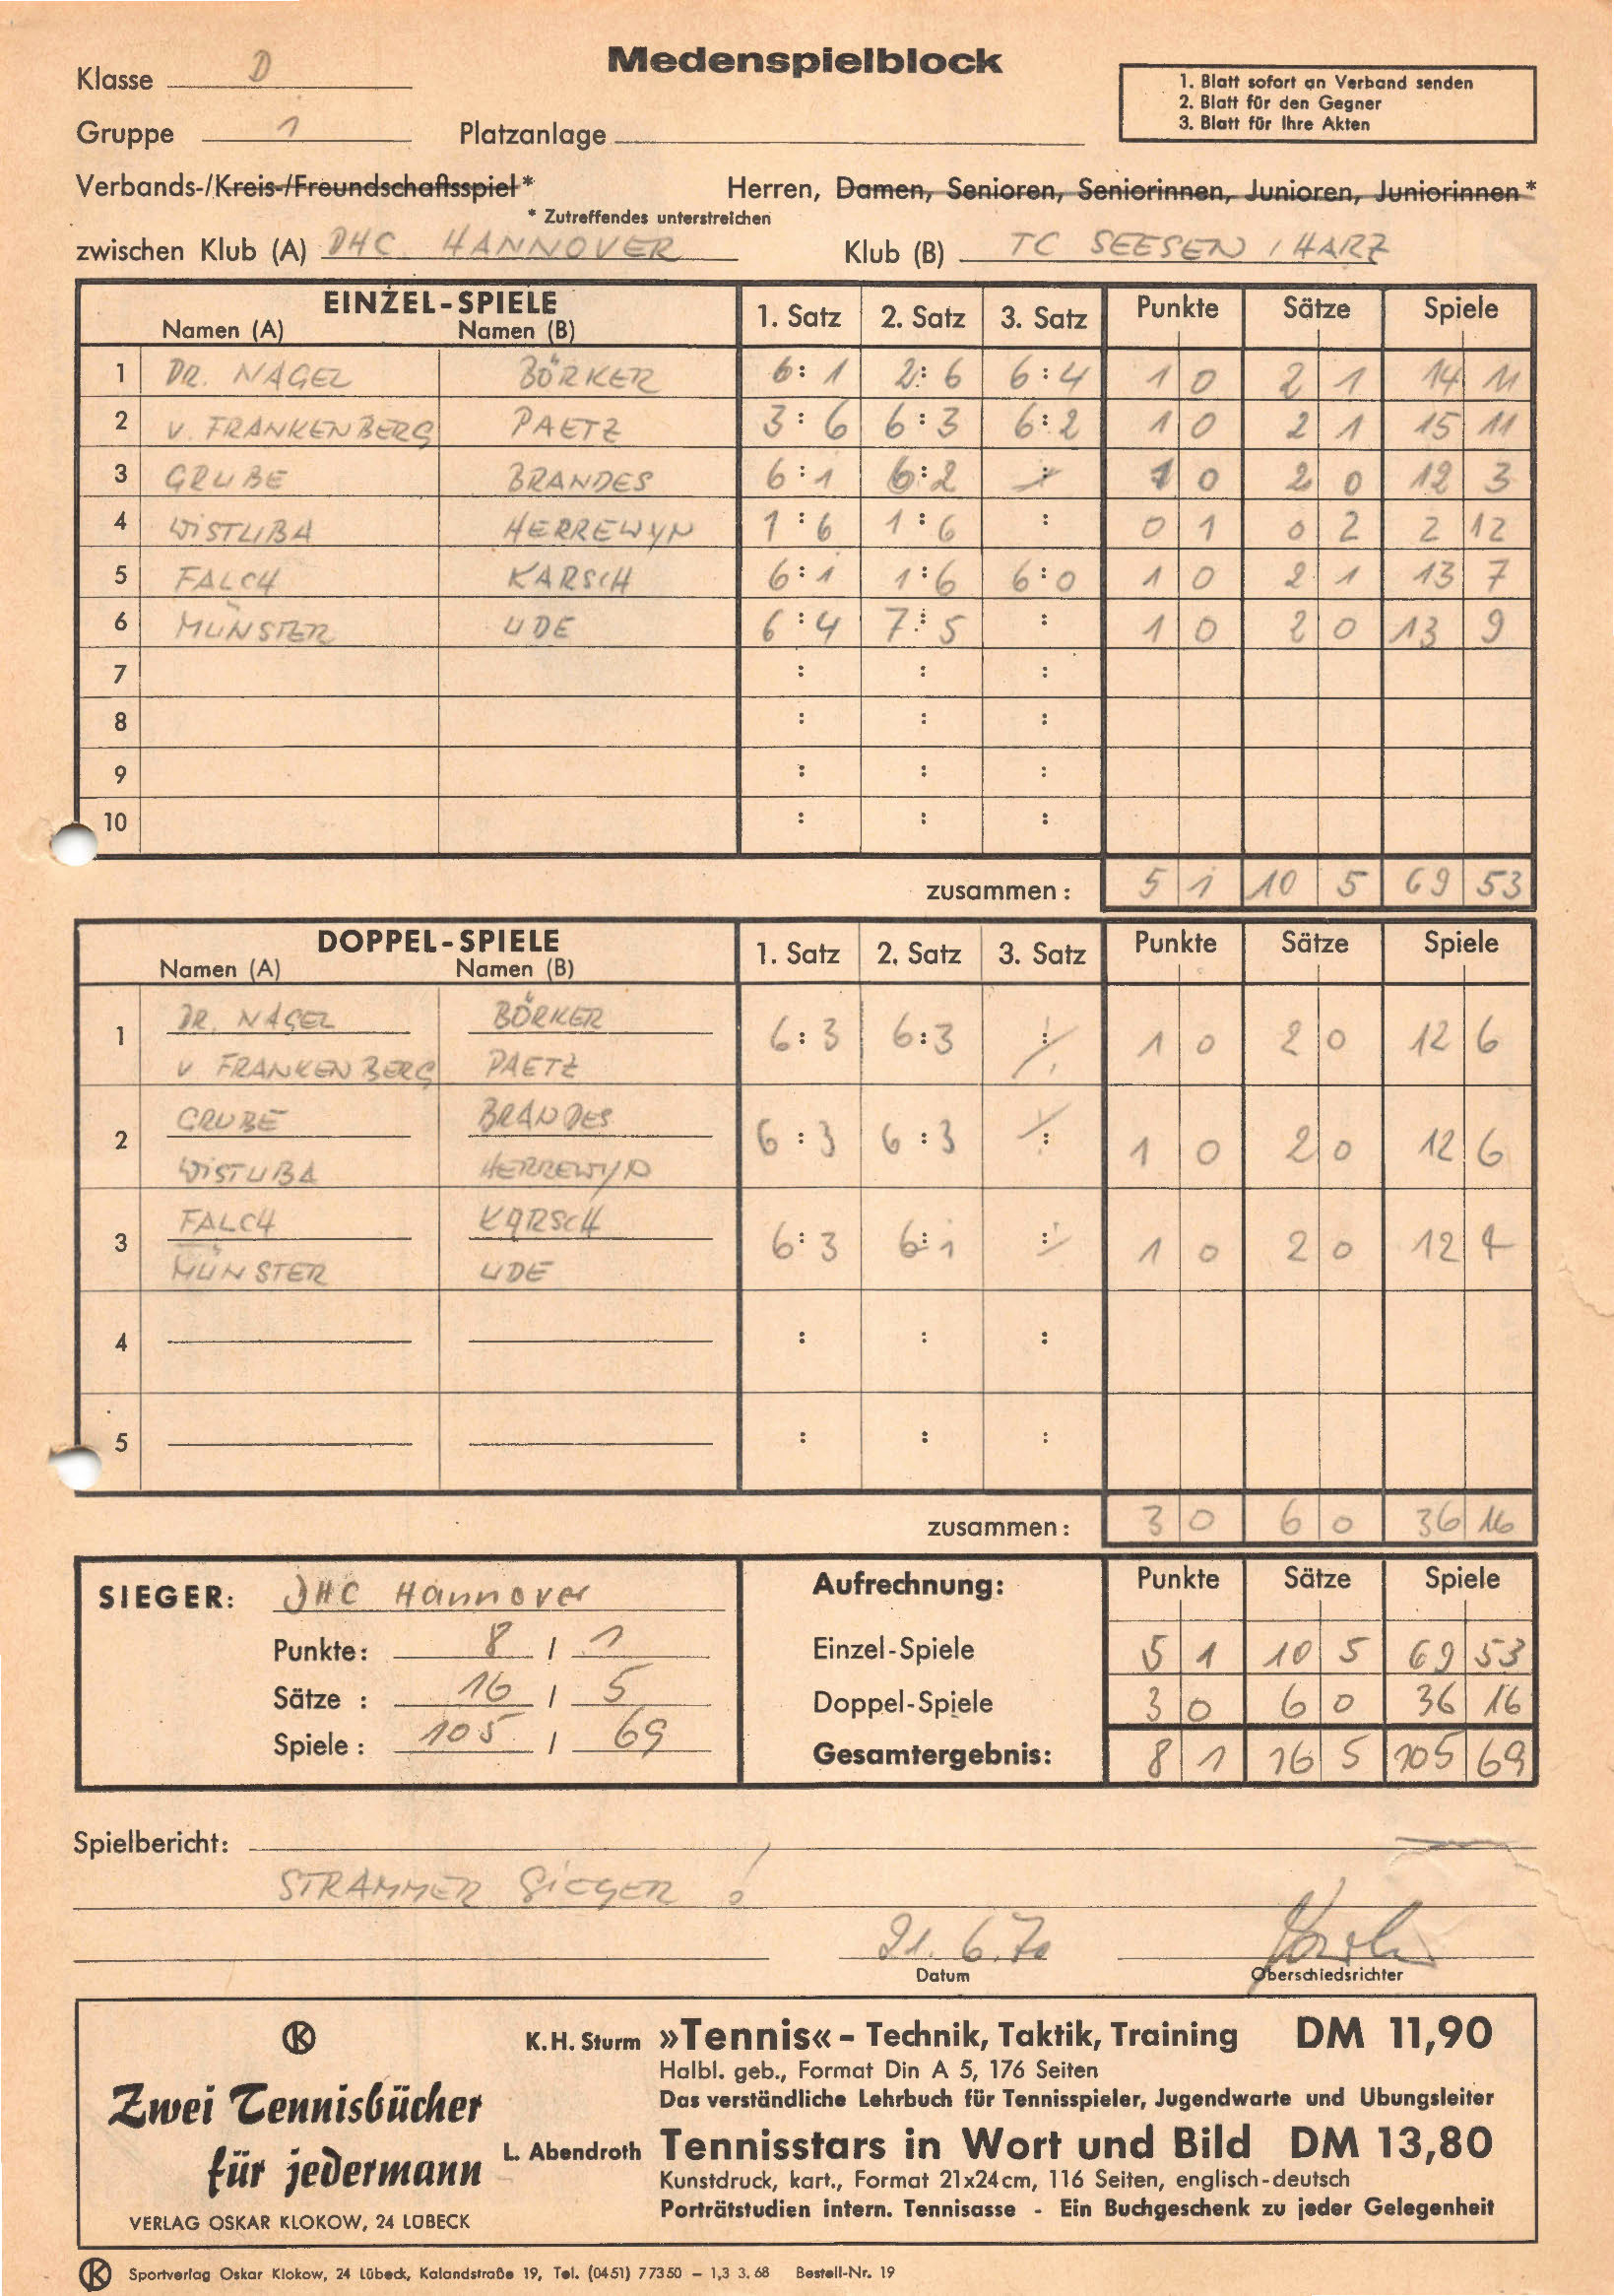 Medenspielblock
Klasse D
1. Blatt sofort an Verband senden
2. Blatt für den Gegner
3. Blatt für Ihre Akten
Gruppe 1 Platzanlage
Verbands-/Kreis-/Freundschaftsspiel* Herren, Damen, Senioren, Seniorinnen, Junioren, Juniorinnen*
* Zutreffendes unterstreichen
zwischen Klub (A) DHC HANNOVER Klub (B) TC SEESEN / HARZ
EINZEL-SPIELE 1. Satz 2. Satz 3. Satz Punkte Sätze Spiele
Namen (A) Namen (B)
1 DR. NAGEL BÖRKER 6:1 2:6 6:4 1 0 2 1 14 11
2 v. FRANKENBERG PAETZ 3:6 6:3 6:2 1 0 2 1 15 11
3 GRUBE BRANDES 6:1 6:2 : 1 0 2 0 12 3
4 WISTUBA HERREWYN 1:6 1:6 : 0 1 0 2 2 12
5 FALCH KARSCH 6:1 1:6 6:0 1 0 2 1 13 7
6 MÜNSTER UDE 6:4 7:5 : 1 0 2 0 13 9
7 : : :
8 : : :
9 : : :
10 : : :
zusammen: 5 1 10 5 69 53
DOPPEL-SPIELE 1. Satz 2. Satz 3. Satz Punkte Sätze Spiele
Namen (A) Namen (B)
DR. NAGEL BÖRKER
1 6:3 6:3 : 1 0 2 0 12 6
v. FRANKENBERG PAETZ
GRUBE BRANDES
2 6:3 6:3 : 1 0 2 0 12 6
WISTUBA HERREWYN
FALCH KARSCH
3 6:3 6:1 : 1 0 2 0 12 4
MÜNSTER UDE
4 : : :
5 : : :
zusammen: 3 0 6 0 36 16
SIEGER: DHC Hannover Aufrechnung: Punkte Sätze Spiele
Punkte: 8 / 1 Einzel-Spiele 5 1 10 5 69 53
Sätze : 16 / 5 Doppel-Spiele 3 0 6 0 36 16
Spiele : 105 / 69 Gesamtergebnis: 8 1 16 5 105 69
Spielbericht:
STRAMMER SIEGER !
21.6.70
Datum Oberschiedsrichter
K
K.H. Sturm »Tennis« – Technik, Taktik, Training DM 11,90
Halbl. geb., Format Din A 5, 176 Seiten
Zwei Tennisbücher Das verständliche Lehrbuch für Tennisspieler, Jugendwarte und Übungsleiter
für jedermann L. Abendroth Tennisstars in Wort und Bild DM 13,80
Kunstdruck, kart., Format 21x24cm, 116 Seiten, englisch-deutsch
VERLAG OSKAR KLOKOW, 24 LÜBECK Porträtstudien intern. Tennisasse - Ein Buchgeschenk zu jeder Gelegenheit
K Sportverlag Oskar Klokow, 24 Lübeck, Kalandstraße 19, Tel. (0451) 77350 – 1,3 3. 68 Bestell-Nr. 19